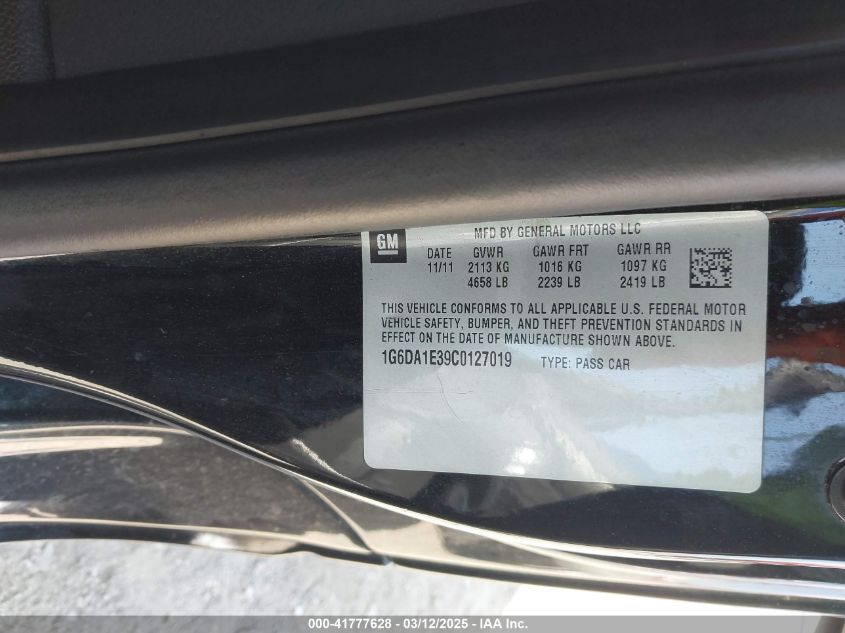 GM
MFD BY GENERAL MOTORS LLC
DATE GVWR GAWR FRT GAWR RR
11/11 2113 KG 1016 KG 1097 KG
4658 LB 2239 LB 2419 LB
THIS VEHICLE CONFORMS TO ALL APPLICABLE U.S. FEDERAL MOTOR
VEHICLE SAFETY, BUMPER, AND THEFT PREVENTION STANDARDS IN
EFFECT ON THE DATE OF MANUFACTURE SHOWN ABOVE.
1G6DA1E39C0127019 TYPE: PASS CAR
000-41777628 - 03/12/2025 - IAA Inc.